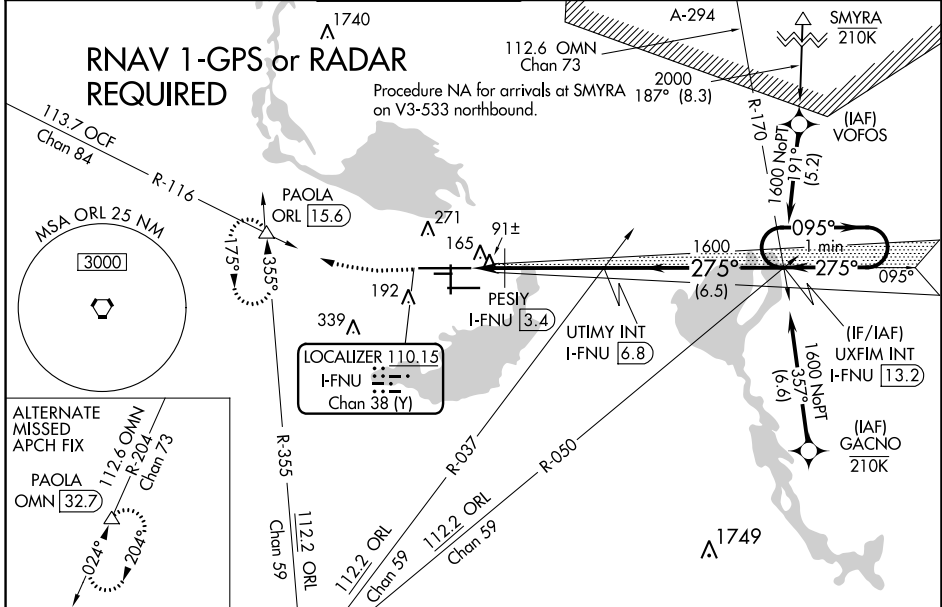 1740
RNAV 1-GPS or RADAR
REQUIRED
A-294
SMYRA
210K
112.6 OMN
Chan 73
Procedure NA for arrivals at SMYRA
on V3-533 northbound.
2000
187° (8.3)
(IAF)
VOFOS
R-170
1600 NoPT
191°
(5.2)
113.7 OCF
Chan 84
R-116
PAOLA
ORL 15.6
175°
355°
MSA ORL 25 NM
3000
271
165
91±
192
339
095°
1 min
1600
275°
(6.5)
275°
095°
PESIY
I-FNU 3.4
UTIMY INT
I-FNU 6.8
(IF/IAF)
UXFIM INT
I-FNU 13.2
LOCALIZER 110.15
I-FNU
Chan 38 (Y)
1600 NoPT
357°
(6.6)
(IAF)
GACNO
210K
ALTERNATE
MISSED
APCH FIX
112.6 OMN
R-204
Chan 73
PAOLA
OMN 32.7
024°
204°
R-355
112.2 ORL
Chan 59
R-037
112.2 ORL
Chan 59
R-050
112.2 ORL
Chan 59
1749